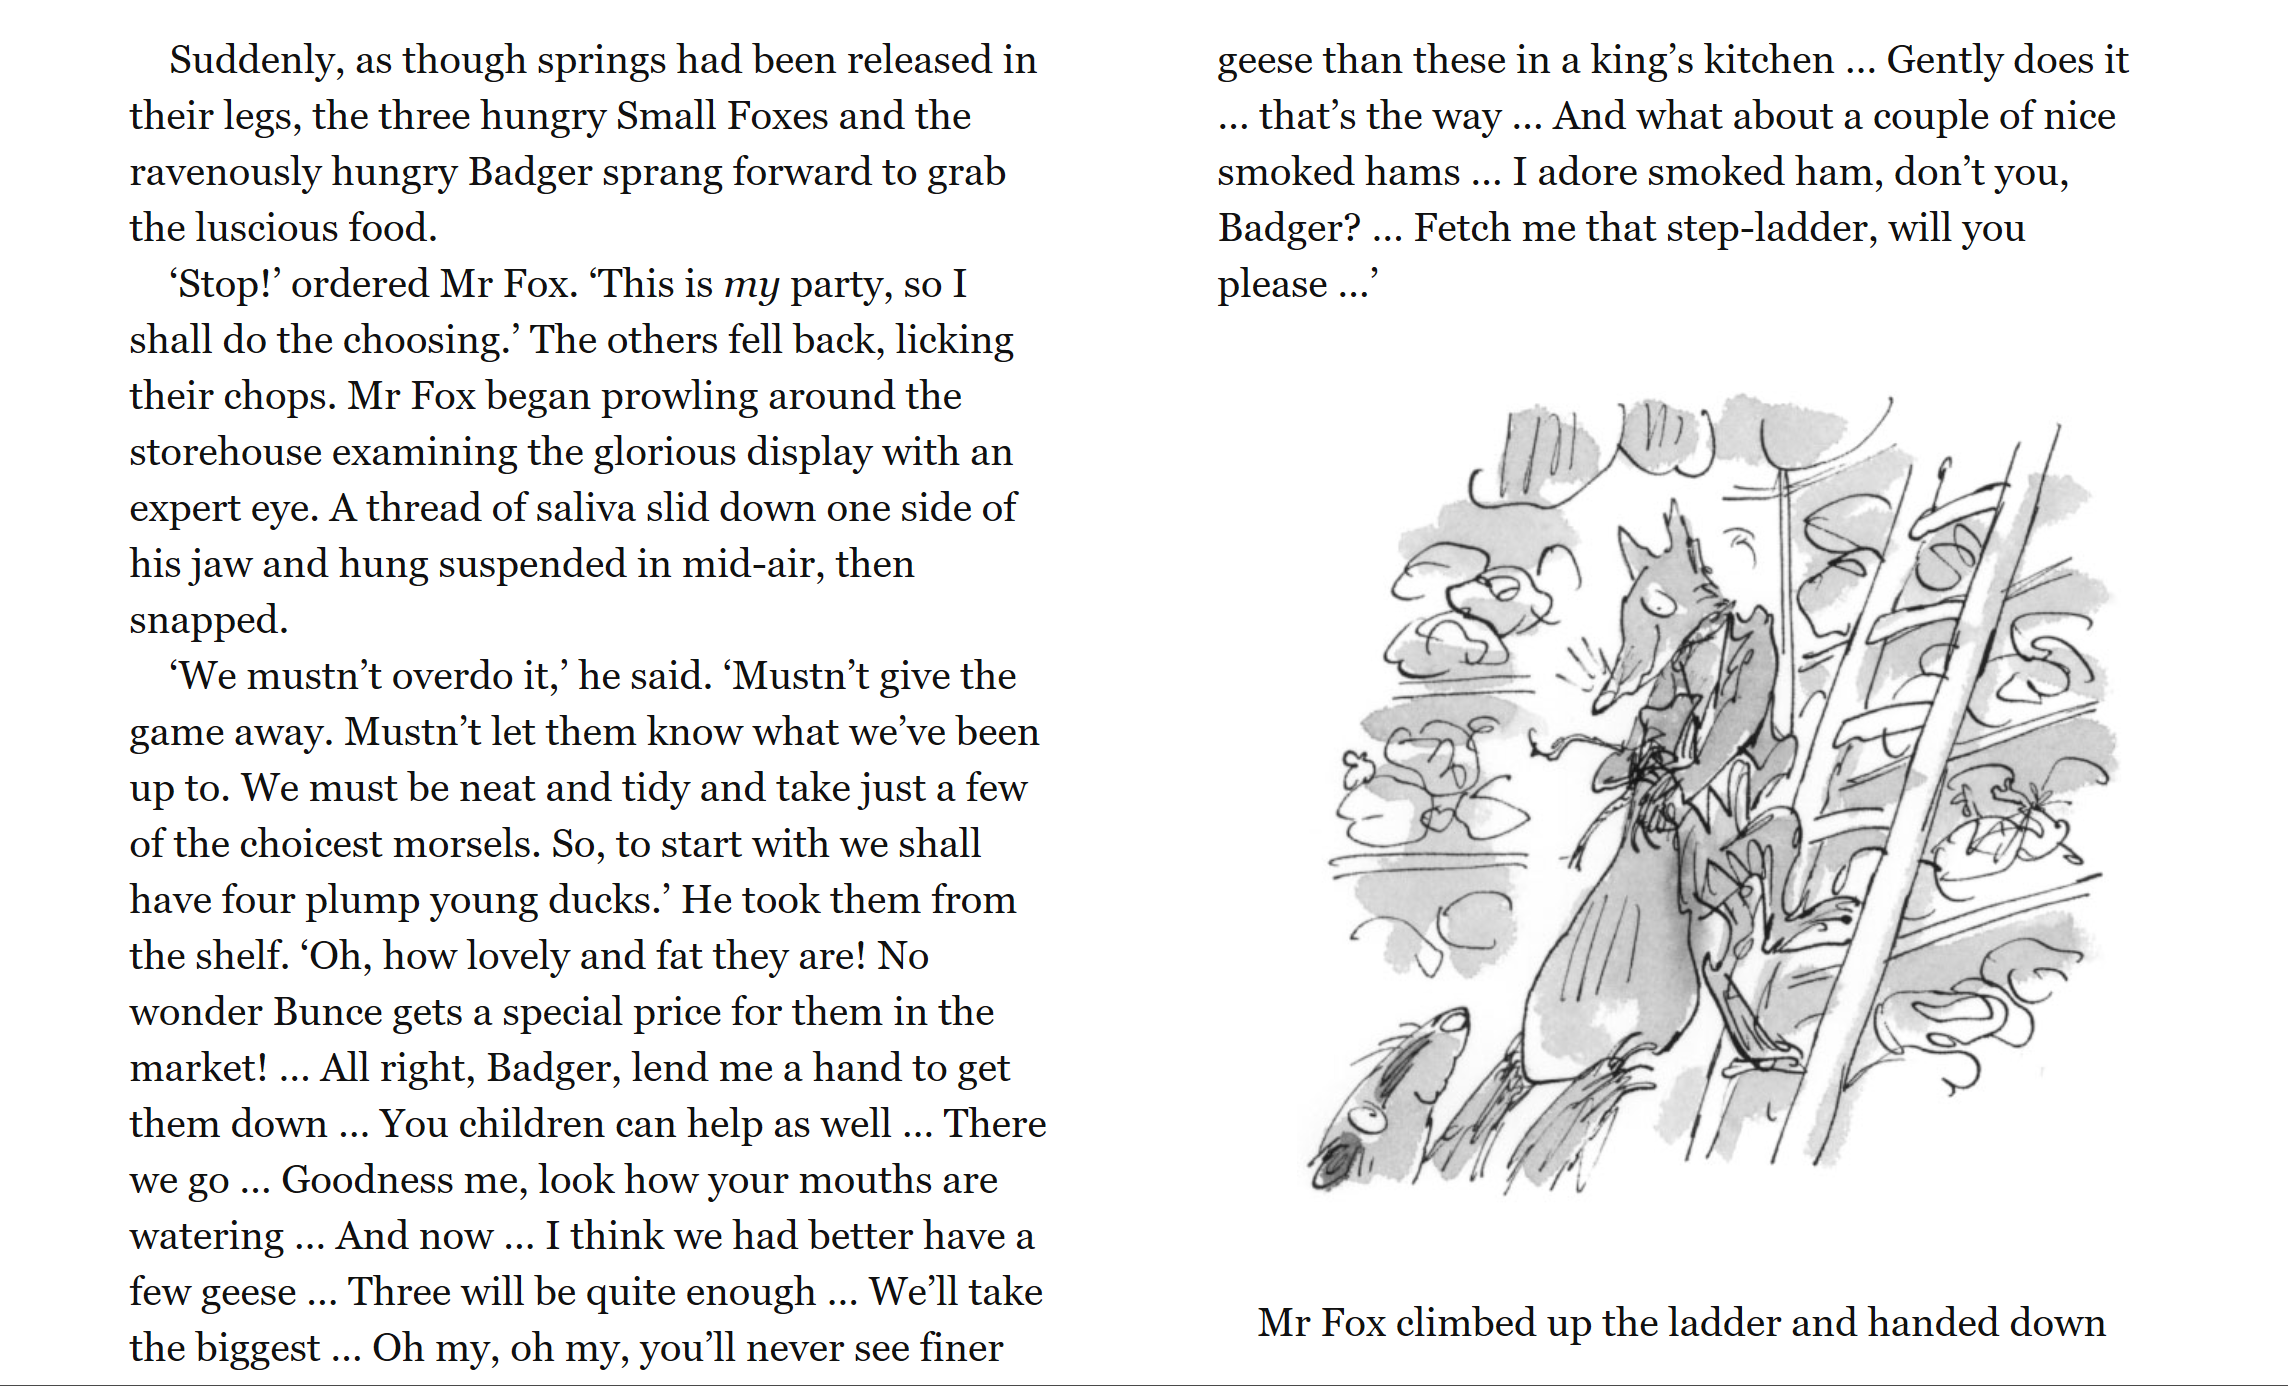 Suddenly, as though springs had been released in
their legs, the three hungry Small Foxes and the
ravenously hungry Badger sprang forward to grab
the luscious food.
‘Stop!’ ordered Mr Fox. ‘This is my party, so I
shall do the choosing.’ The others fell back, licking
their chops. Mr Fox began prowling around the
storehouse examining the glorious display with an
expert eye. A thread of saliva slid down one side of
his jaw and hung suspended in mid-air, then
snapped.
‘We mustn’t overdo it,’ he said. ‘Mustn’t give the
game away. Mustn’t let them know what we’ve been
up to. We must be neat and tidy and take just a few
of the choicest morsels. So, to start with we shall
have four plump young ducks.’ He took them from
the shelf. ‘Oh, how lovely and fat they are! No
wonder Bunce gets a special price for them in the
market! ... All right, Badger, lend me a hand to get
them down ... You children can help as well ... There
we go ... Goodness me, look how your mouths are
watering ... And now ... I think we had better have a
few geese ... Three will be quite enough ... We’ll take
the biggest ... Oh my, oh my, you’ll never see finer
geese than these in a king’s kitchen ... Gently does it
... that’s the way ... And what about a couple of nice
smoked hams ... I adore smoked ham, don’t you,
Badger? ... Fetch me that step-ladder, will you
please ...’
Mr Fox climbed up the ladder and handed down